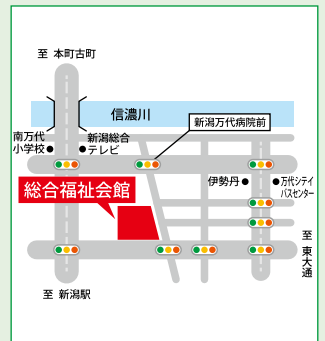 至 本町古町
信濃川
新潟万代病院前
南万代
小学校
新潟総合
テレビ
伊勢丹
万代シテイ
バスセンター
総合福祉会館
至 東大通
至 新潟駅